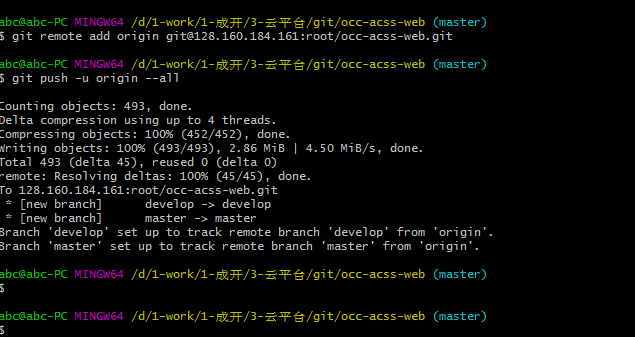 abc@abc-PC MINGW64 /d/1-work/1-成开/3-云平台/git/occ-acss-web (master)
$ git remote add origin git@128.160.184.161:root/occ-acss-web.git
abc@abc-PC MINGW64 /d/1-work/1-成开/3-云平台/git/occ-acss-web (master)
$ git push -u origin --all
Counting objects: 493, done.
Delta compression using up to 4 threads.
Compressing objects: 100% (452/452), done.
Writing objects: 100% (493/493), 2.86 MiB | 4.50 MiB/s, done.
Total 493 (delta 45), reused 0 (delta 0)
remote: Resolving deltas: 100% (45/45), done.
To 128.160.184.161:root/occ-acss-web.git
 * [new branch]      develop -> develop
 * [new branch]      master -> master
Branch 'develop' set up to track remote branch 'develop' from 'origin'.
Branch 'master' set up to track remote branch 'master' from 'origin'.
abc@abc-PC MINGW64 /d/1-work/1-成开/3-云平台/git/occ-acss-web (master)
$
abc@abc-PC MINGW64 /d/1-work/1-成开/3-云平台/git/occ-acss-web (master)
$